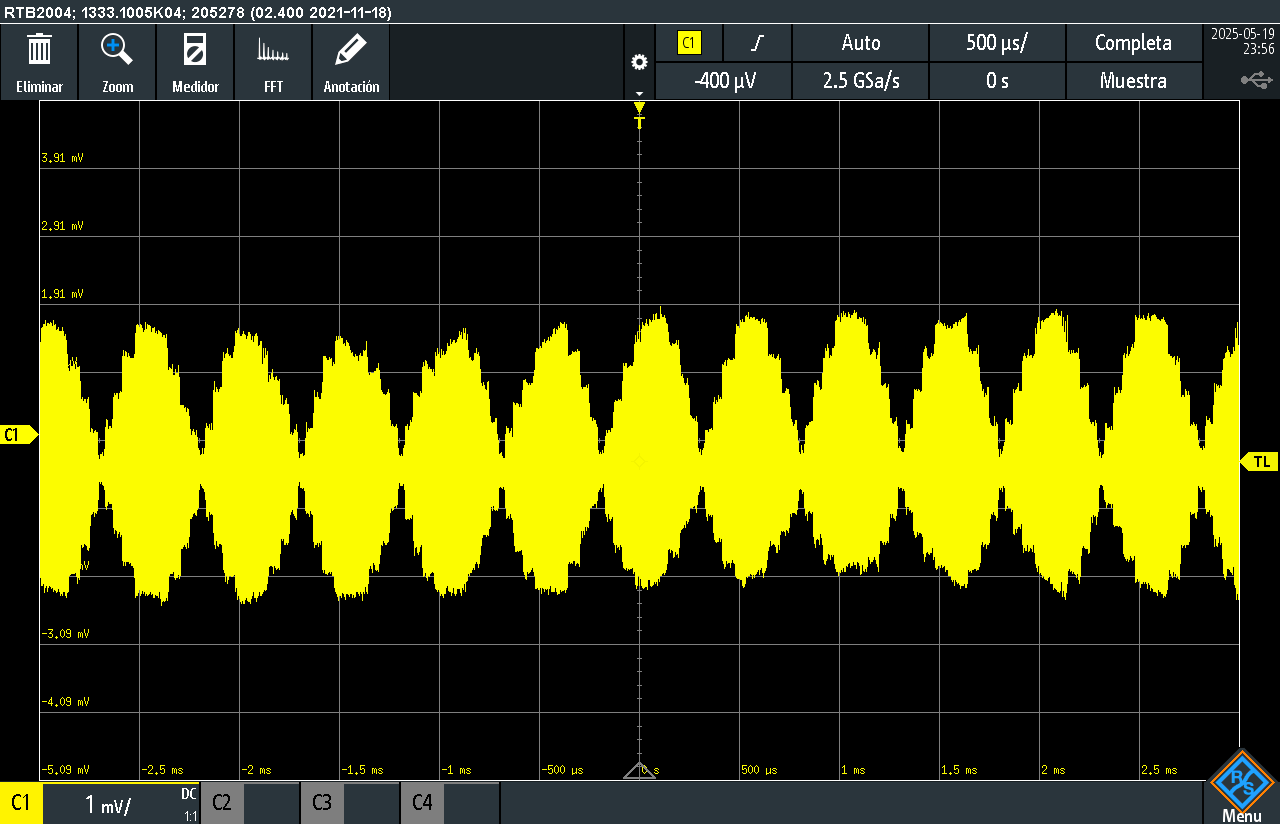 RTB2004; 1333.1005K04; 205278 (02.400 2021-11-18)
Eliminar
Zoom
Medidor
FFT
Anotación
C1
Auto
500 µs/
Completa
2025-05-19
23:56
-400 µV
2.5 GSa/s
0 s
Muestra
T
3.91 mV
2.91 mV
1.91 mV
C1
TL
-3.09 mV
-4.09 mV
-5.09 mV
-2.5 ms
-2 ms
-1.5 ms
-1 ms
-500 µs
0 s
500 µs
1 ms
1.5 ms
2 ms
2.5 ms
C1
1 mV/
DC
1:1
C2
C3
C4
RS
Menu